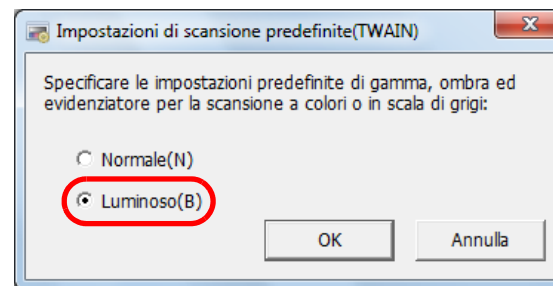 Impostazioni di scansione predefinite(TWAIN)
Specificare le impostazioni predefinite di gamma, ombra ed
evidenziatore per la scansione a colori o in scala di grigi:
Normale(N)
Luminoso(B)
OK
Annulla